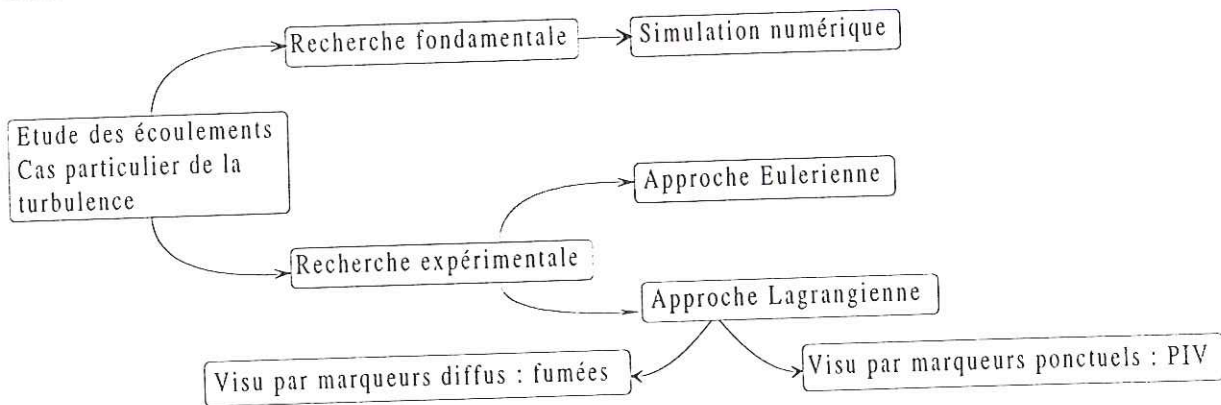 Recherche fondamentale
Simulation numérique
Etude des écoulements
Cas particulier de la
turbulence
Approche Eulerienne
Recherche expérimentale
Approche Lagrangienne
Visu par marqueurs diffus : fumées
Visu par marqueurs ponctuels : PIV